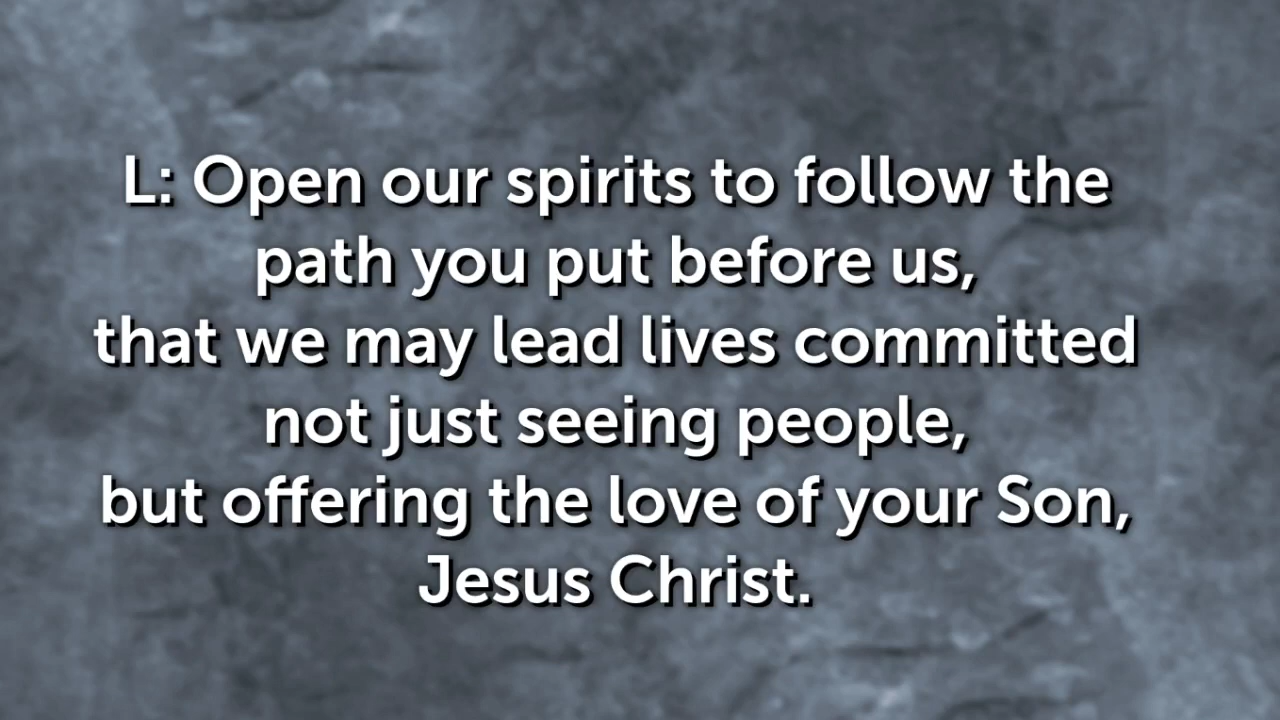 L: Open our spirits to follow the
path you put before us,
that we may lead lives committed
not just seeing people,
but offering the love of your Son,
Jesus Christ.